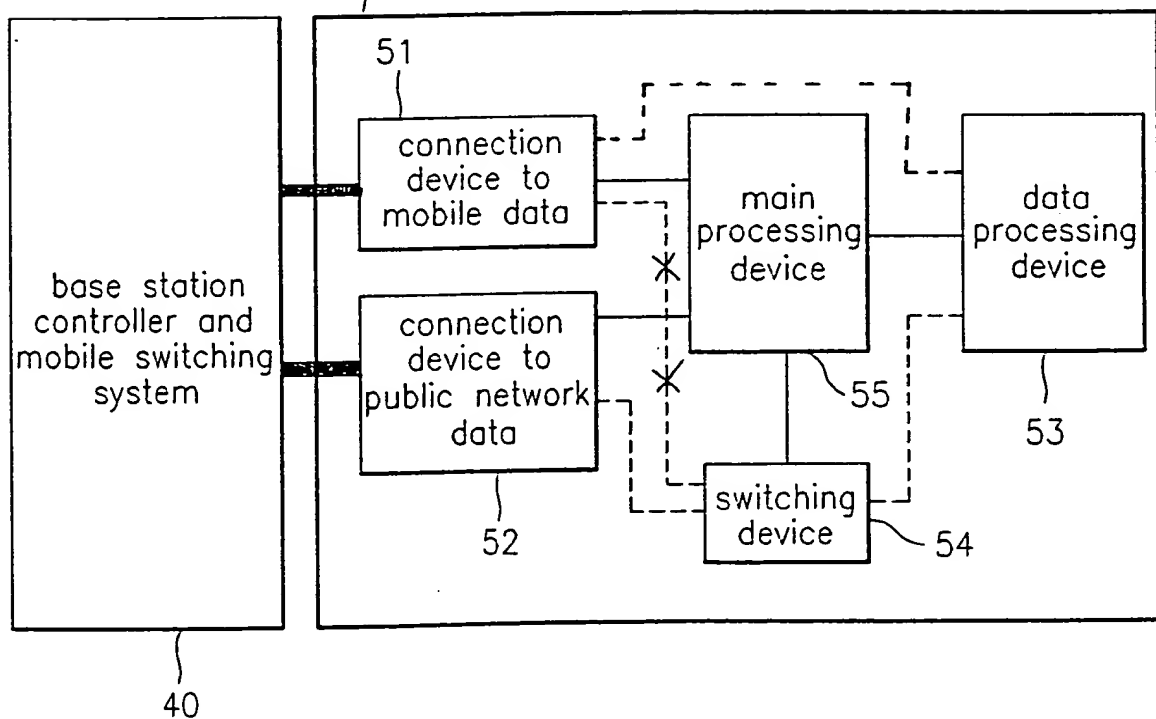 51
connection
device to
mobile data
main
processing
device
data
processing
device
base station
controller and
mobile switching
system
connection
device to
public network
data
55
53
switching
device
52
54
40